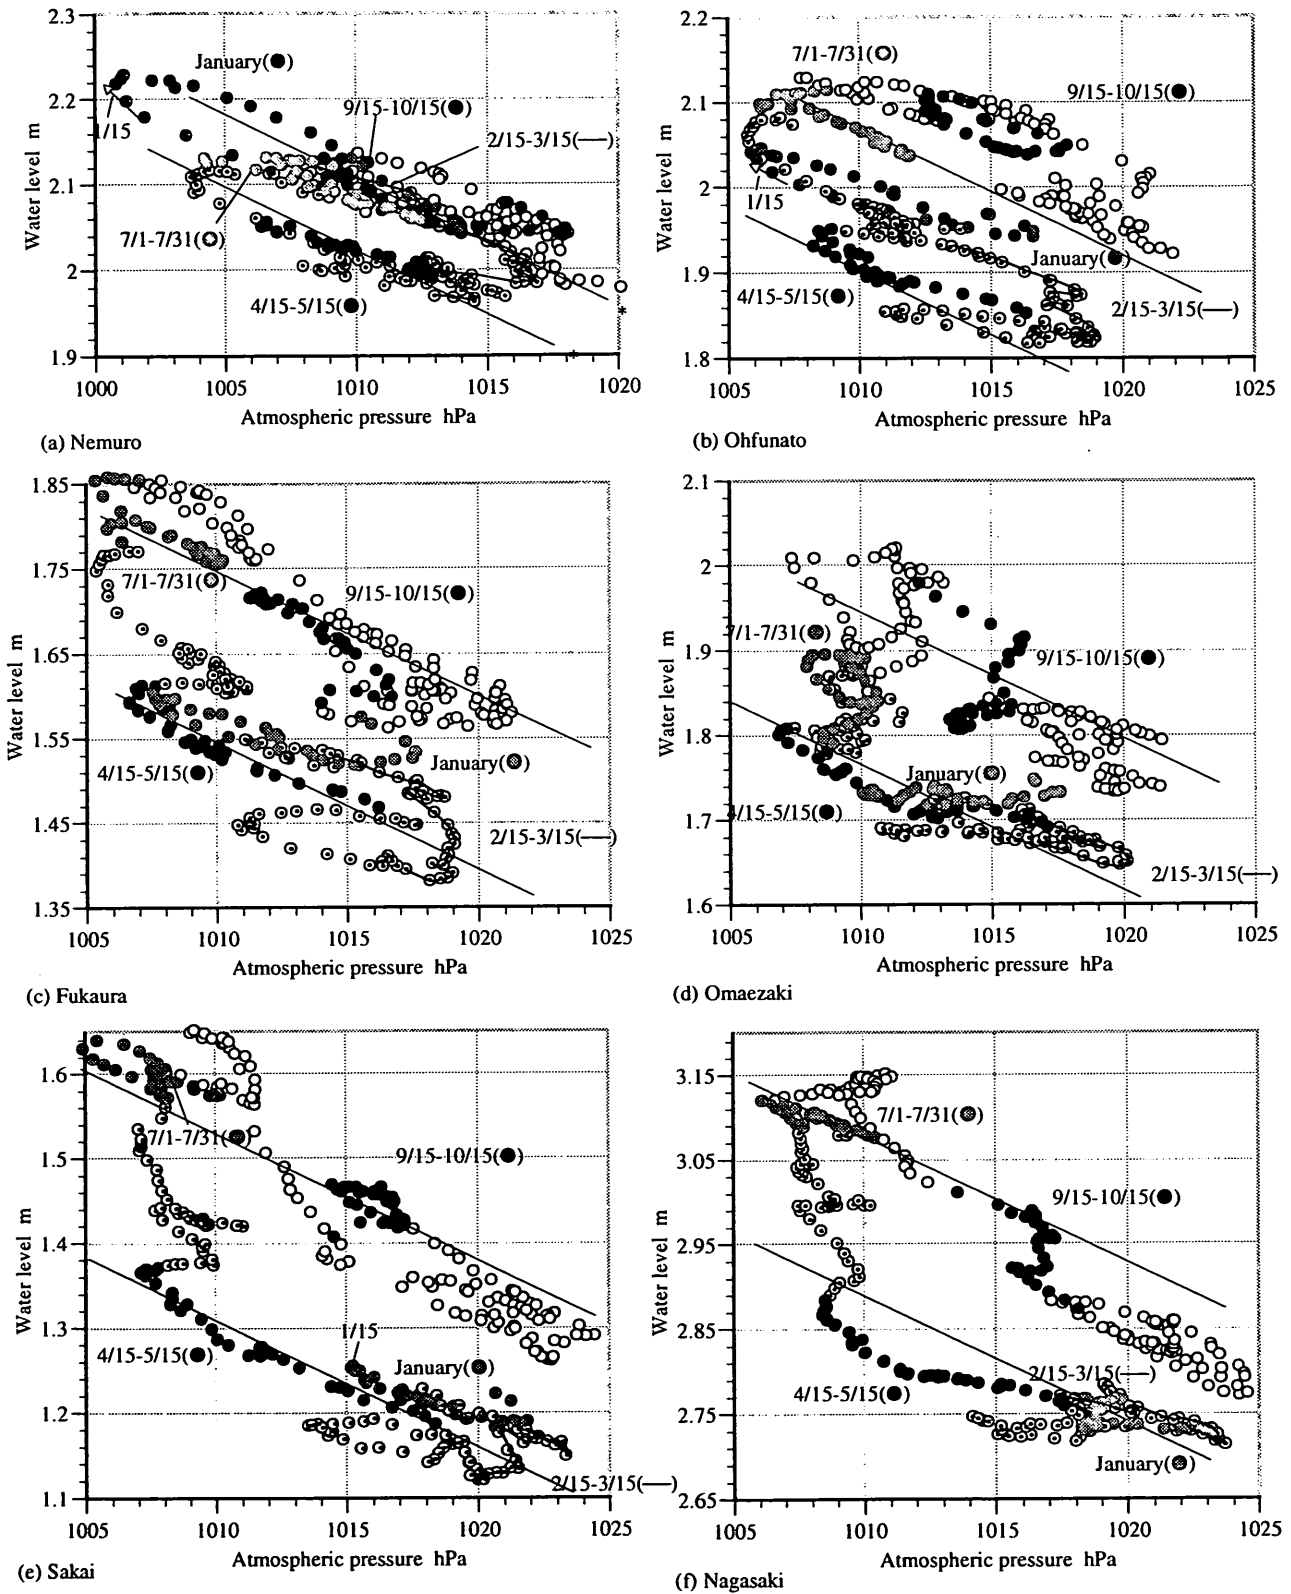 2.3
2.2
2.1
2
1.9
Water level m
January(●)
9/15-10/15(●)
2/15-3/15(—)
1/15
7/1-7/31(○)
4/15-5/15(●)
*
1000 1005 1010 1015 1020
Atmospheric pressure hPa
(a) Nemuro
2.2
2.1
2
1.9
1.8
Water level m
7/1-7/31(○)
9/15-10/15(●)
1/15
January(●)
4/15-5/15(●)
2/15-3/15(—)
1005 1010 1015 1020 1025
Atmospheric pressure hPa
(b) Ohfunato
1.85
1.75
1.65
1.55
1.45
1.35
Water level m
7/1-7/31(○)
9/15-10/15(●)
January(●)
4/15-5/15(●)
2/15-3/15(—)
1005 1010 1015 1020 1025
Atmospheric pressure hPa
(c) Fukaura
2.1
2
1.9
1.8
1.7
1.6
Water level m
7/1-7/31(●)
9/15-10/15(●)
January(●)
4/15-5/15(●)
2/15-3/15(—)
1005 1010 1015 1020 1025
Atmospheric pressure hPa
(d) Omaezaki
1.6
1.5
1.4
1.3
1.2
1.1
Water level m
7/1-7/31(●)
9/15-10/15(●)
1/15
4/15-5/15(●)
January(●)
2/15-3/15(—)
1005 1010 1015 1020 1025
Atmospheric pressure hPa
(e) Sakai
3.15
3.05
2.95
2.85
2.75
2.65
Water level m
7/1-7/31(●)
9/15-10/15(●)
2/15-3/15(—)
4/15-5/15(●)
January(●)
1005 1010 1015 1020 1025
Atmospheric pressure hPa
(f) Nagasaki